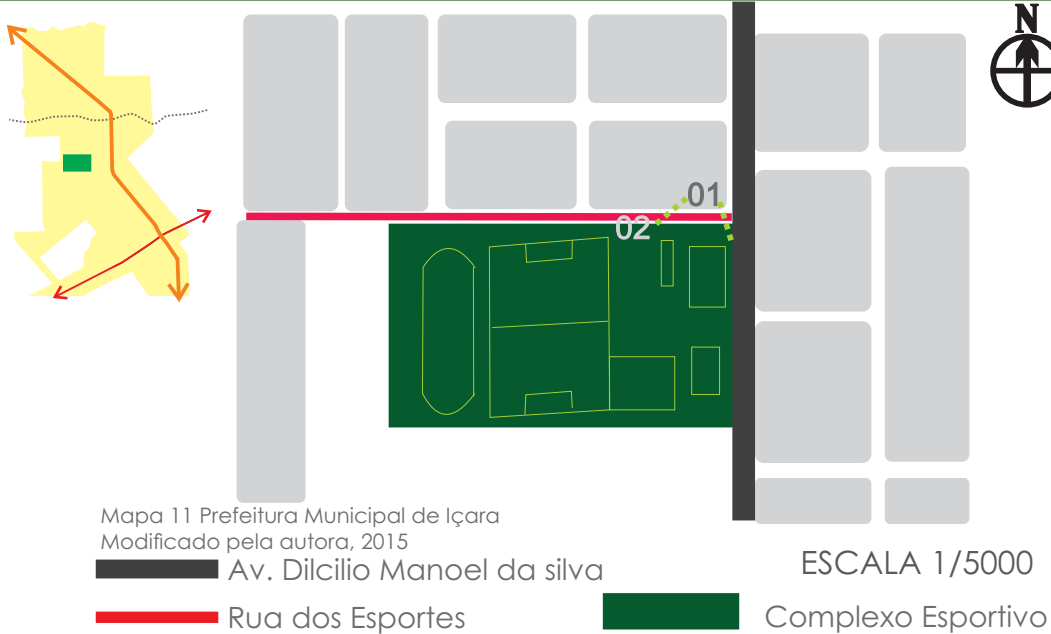 N
01
02
Mapa 11 Prefeitura Municipal de Içara
Modificado pela autora, 2015
Av. Dilcilio Manoel da silva
ESCALA 1/5000
Rua dos Esportes
Complexo Esportivo